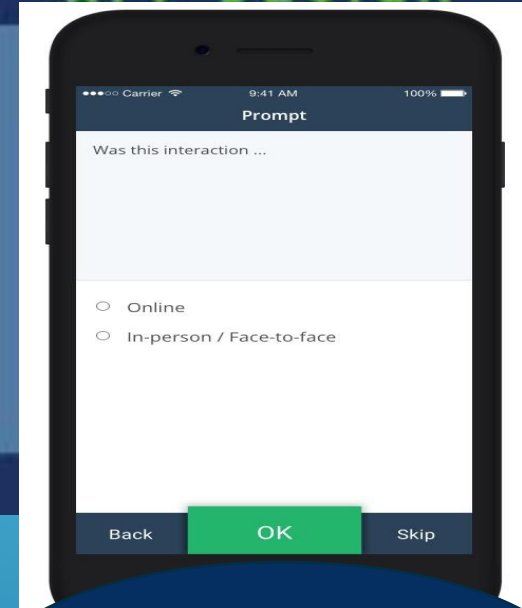 ●●●○○ Carrier 9:41 AM 100%
Prompt
Was this interaction ...
Online
In-person / Face-to-face
Back OK Skip